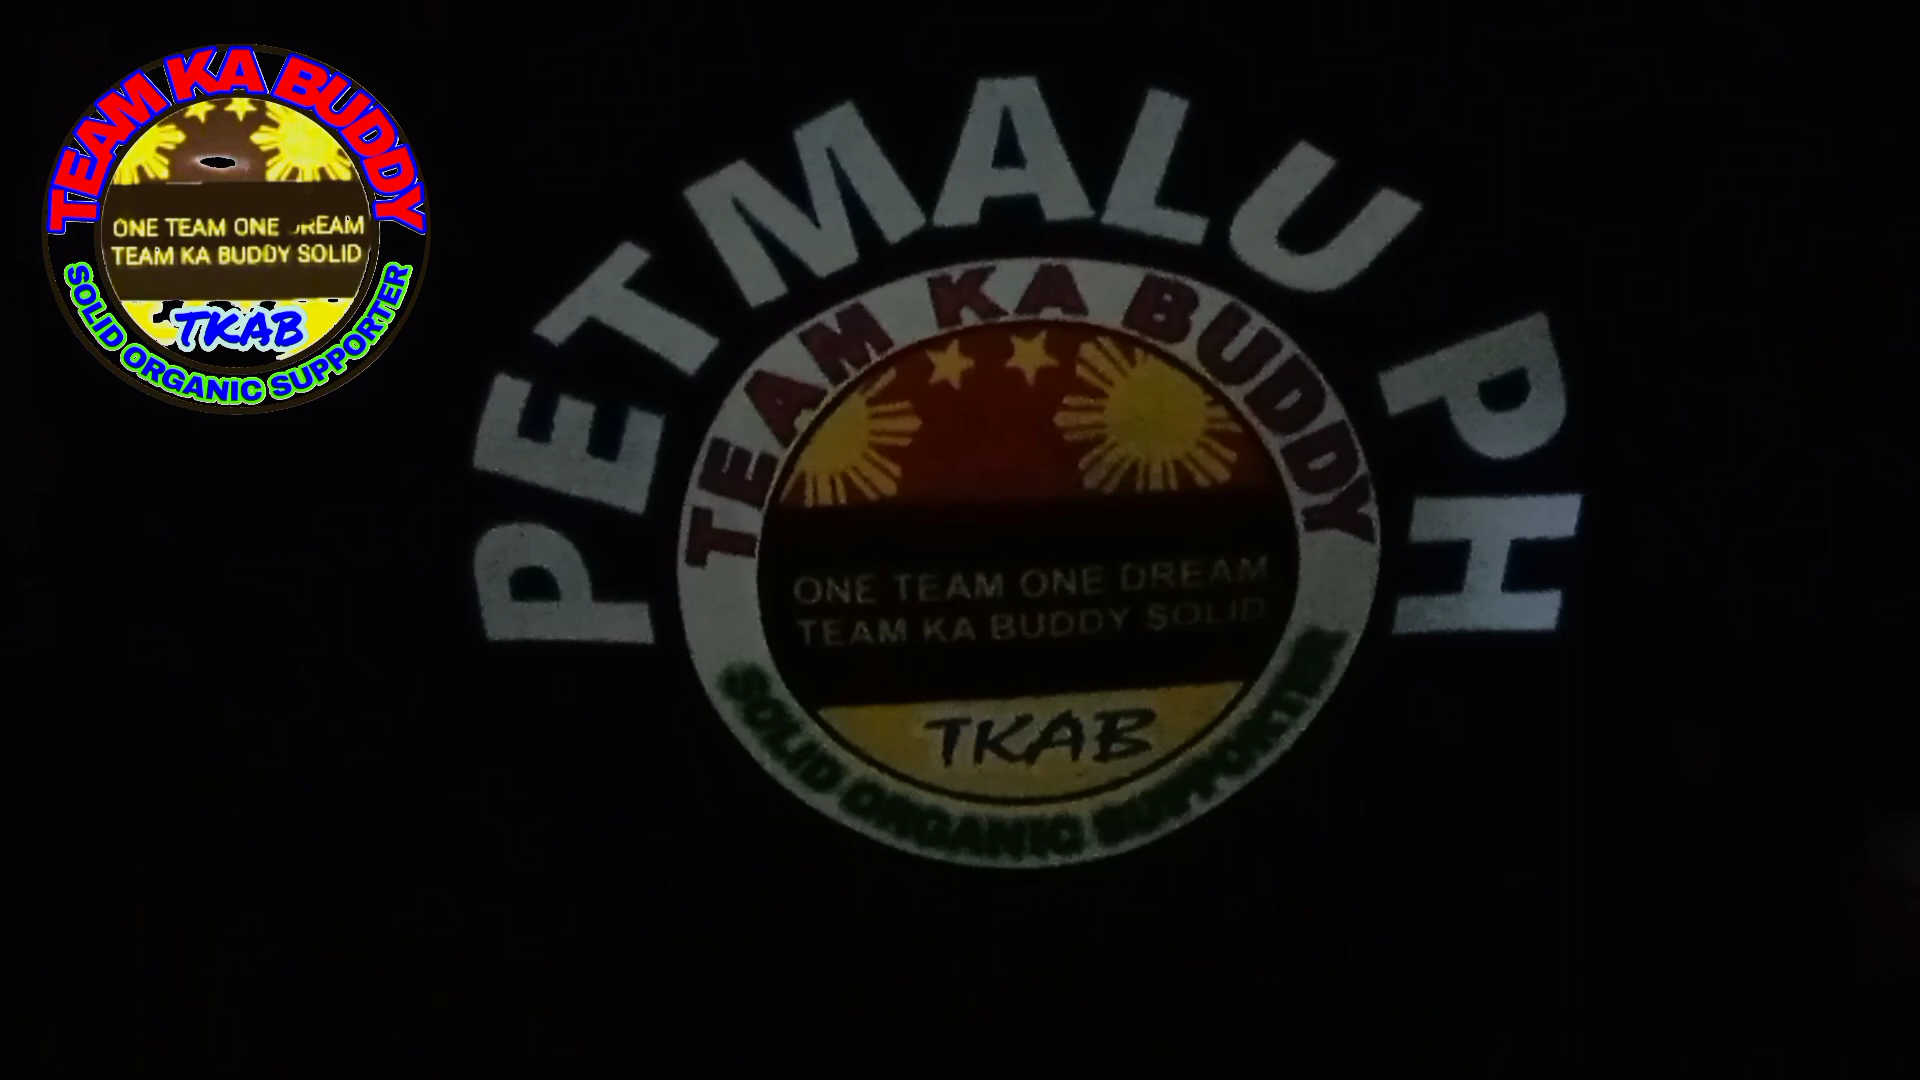 TEAM KA BUDDY
ONE TEAM ONE DREAM
TEAM KA BUDDY SOLID
TKAB
SOLID ORGANIC SUPPORTER
PETMALU PH
TEAM KA BUDDY
ONE TEAM ONE DREAM
TEAM KA BUDDY SOLID
TKAB
SOLID ORGANIC SUPPORTER